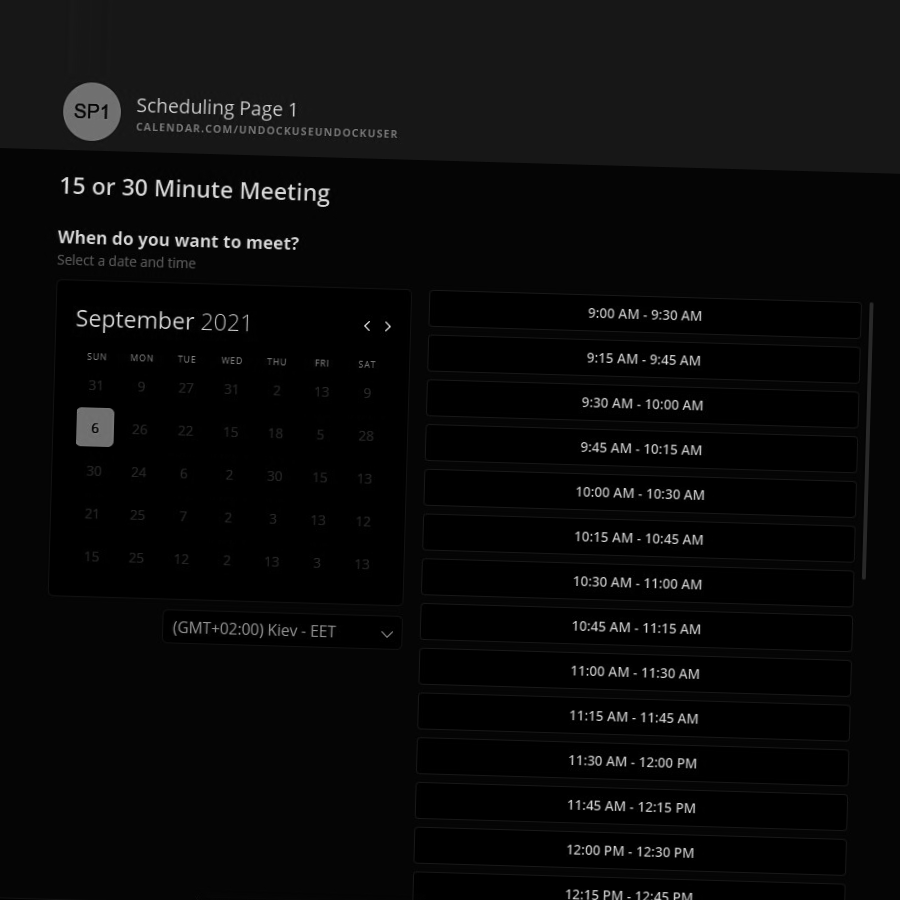 SP1
Scheduling Page 1
CALENDAR.COM/UNDOCKUSEUNDOCKUSER
15 or 30 Minute Meeting
When do you want to meet?
Select a date and time
September 2021
SUN MON TUE WED THU FRI SAT
31 9 27 31 2 13 9
6 26 22 15 18 5 28
30 24 6 2 30 15 13
21 25 7 2 3 13 12
15 25 12 2 13 3 13
(GMT+02:00) Kiev - EET
9:00 AM - 9:30 AM
9:15 AM - 9:45 AM
9:30 AM - 10:00 AM
9:45 AM - 10:15 AM
10:00 AM - 10:30 AM
10:15 AM - 10:45 AM
10:30 AM - 11:00 AM
10:45 AM - 11:15 AM
11:00 AM - 11:30 AM
11:15 AM - 11:45 AM
11:30 AM - 12:00 PM
11:45 AM - 12:15 PM
12:00 PM - 12:30 PM
12:15 PM - 12:45 PM